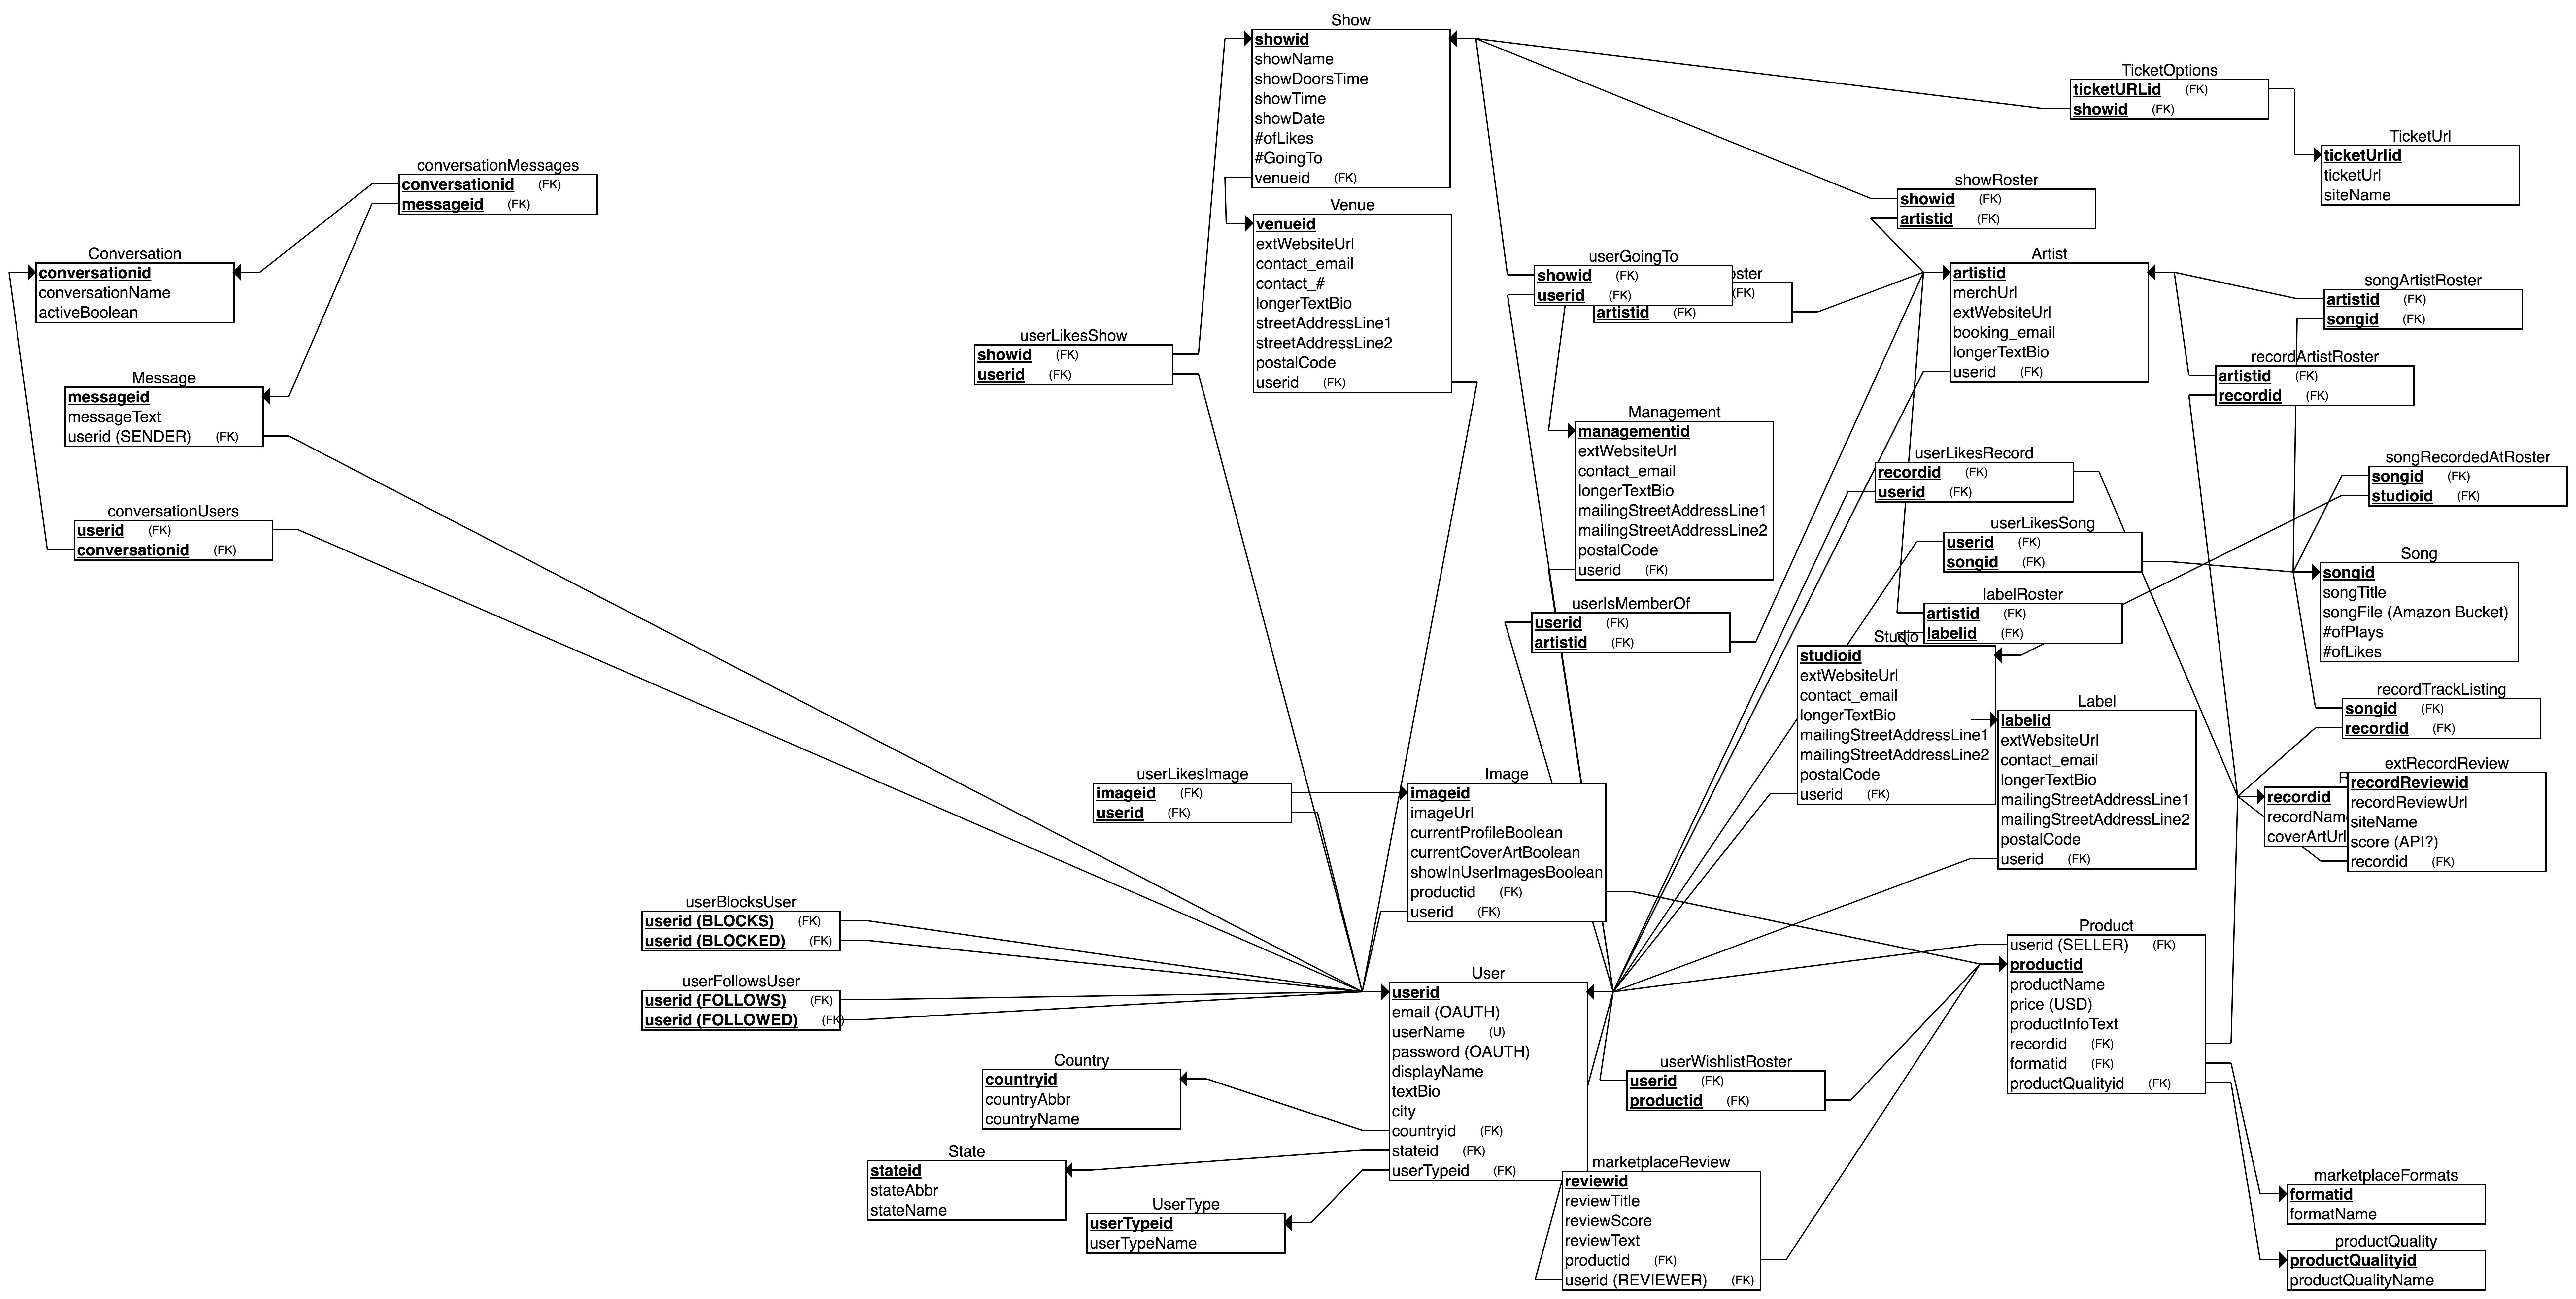 Show
showid
showName
showDoorsTime
showTime
showDate
#ofLikes
#GoingTo
venueid (FK)
TicketOptions
ticketURLid (FK)
showid (FK)
TicketUrl
ticketUrlid
ticketUrl
siteName
conversationMessages
conversationid (FK)
messageid (FK)
showRoster
showid (FK)
artistid (FK)
Venue
venueid
extWebsiteUrl
contact_email
contact_#
longerTextBio
streetAddressLine1
streetAddressLine2
postalCode
userid (FK)
Conversation
conversationid
conversationName
activeBoolean
userGoingTo
showid (FK)
userid (FK)
(FK)
artistid (FK)
Artist
artistid
merchUrl
extWebsiteUrl
booking_email
longerTextBio
userid (FK)
songArtistRoster
artistid (FK)
songid (FK)
userLikesShow
showid (FK)
userid (FK)
recordArtistRoster
artistid (FK)
recordid (FK)
Message
messageid
messageText
userid (SENDER) (FK)
Management
managementid
extWebsiteUrl
contact_email
longerTextBio
mailingStreetAddressLine1
mailingStreetAddressLine2
postalCode
userid (FK)
userLikesRecord
recordid (FK)
userid (FK)
songRecordedAtRoster
songid (FK)
studioid (FK)
conversationUsers
userid (FK)
conversationid (FK)
userLikesSong
userid (FK)
songid (FK)
Song
songid
songTitle
songFile (Amazon Bucket)
#ofPlays
#ofLikes
userIsMemberOf
userid (FK)
artistid (FK)
labelRoster
artistid (FK)
labelid (FK)
Studio
studioid
extWebsiteUrl
contact_email
longerTextBio
mailingStreetAddressLine1
mailingStreetAddressLine2
postalCode
userid (FK)
Label
labelid
extWebsiteUrl
contact_email
longerTextBio
mailingStreetAddressLine1
mailingStreetAddressLine2
postalCode
userid (FK)
recordTrackListing
songid (FK)
recordid (FK)
userLikesImage
imageid (FK)
userid (FK)
Image
imageid
imageUrl
currentProfileBoolean
currentCoverArtBoolean
showInUserImagesBoolean
productid (FK)
userid (FK)
recordid
recordName
coverArtUrl
extRecordReview
recordReviewid
recordReviewUrl
siteName
score (API?)
recordid (FK)
userBlocksUser
userid (BLOCKS) (FK)
userid (BLOCKED) (FK)
userFollowsUser
userid (FOLLOWS) (FK)
userid (FOLLOWED) (FK)
User
userid
email (OAUTH)
userName (U)
password (OAUTH)
displayName
textBio
city
countryid (FK)
stateid (FK)
userTypeid (FK)
Product
userid (SELLER) (FK)
productid
productName
price (USD)
productInfoText
recordid (FK)
formatid (FK)
productQualityid (FK)
Country
countryid
countryAbbr
countryName
userWishlistRoster
userid (FK)
productid (FK)
State
stateid
stateAbbr
stateName
UserType
userTypeid
userTypeName
marketplaceReview
reviewid
reviewTitle
reviewScore
reviewText
productid (FK)
userid (REVIEWER) (FK)
marketplaceFormats
formatid
formatName
productQuality
productQualityid
productQualityName